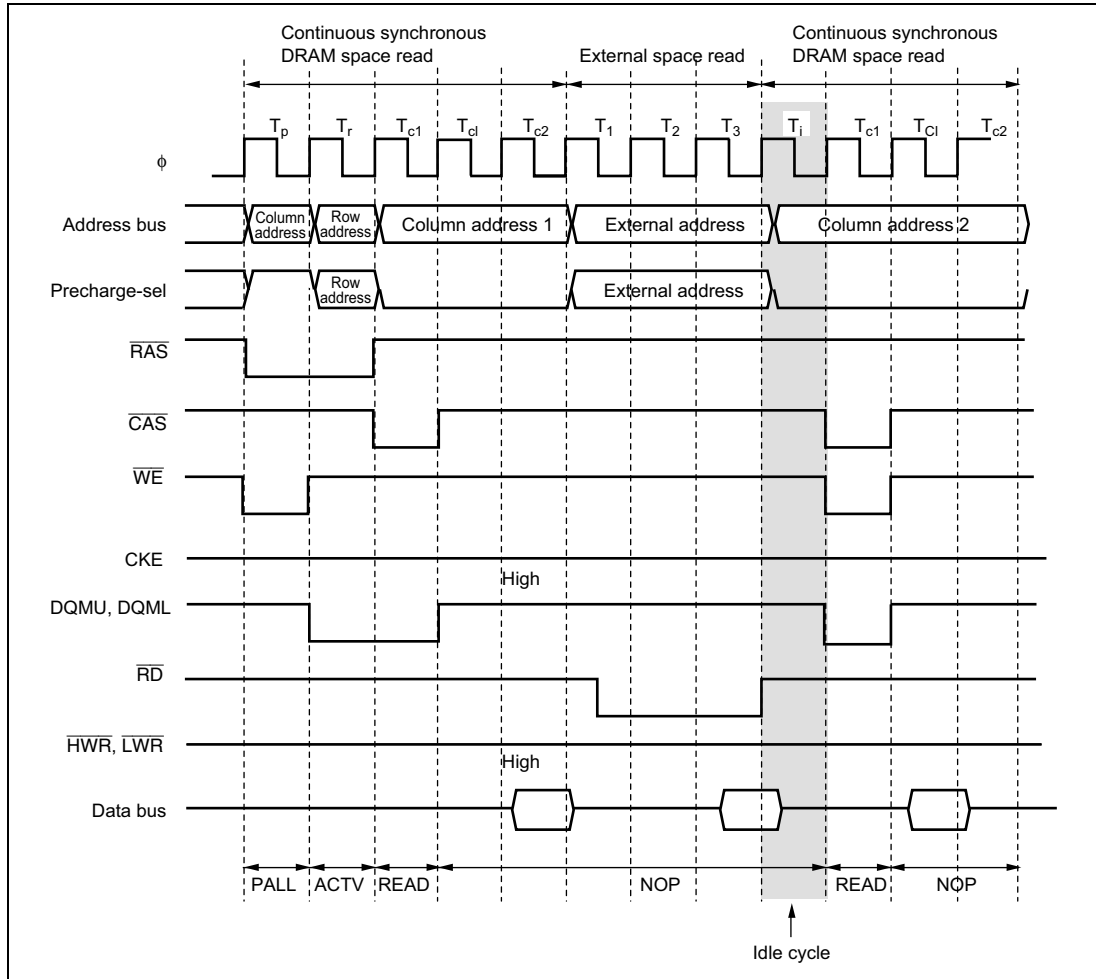 Continuous synchronous
DRAM space read
External space read
Continuous synchronous
DRAM space read
Tp Tr Tc1 Tcl Tc2 T1 T2 T3 Ti Tc1 TCl Tc2
ϕ
Address bus
Column
address
Row
address
Column address 1
External address
Column address 2
Precharge-sel
Row
address
External address
RAS
CAS
WE
CKE
High
DQMU, DQML
RD
HWR, LWR
High
Data bus
PALL ACTV READ NOP READ NOP
Idle cycle